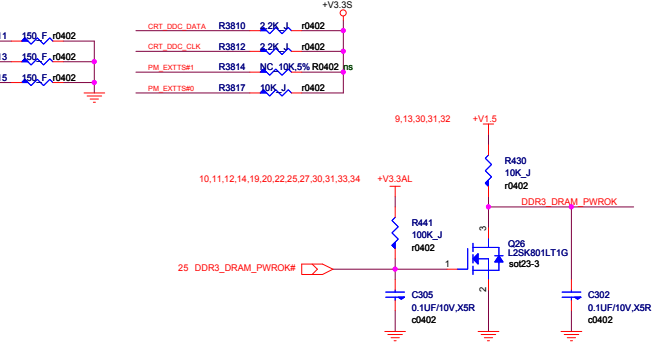 +V3.3S
11 150_F r0402
CRT_DDC_DATA R3810 2.2K_J r0402
13 150_F r0402
CRT_DDC_CLK R3812 2.2K_J r0402
PM_EXTTS#1 R3814 NC_10K,5% R0402 ns
15 150_F r0402
PM_EXTTS#0 R3817 10K_J r0402
9,13,30,31,32 +V1.5
R430
10K_J
r0402
10,11,12,14,19,20,22,25,27,30,31,33,34 +V3.3AL
DDR3_DRAM_PWROK
R441
100K_J
r0402
3
Q26
L2SK801LT1G
sot23-3
25 DDR3_DRAM_PWROK#
1
2
C305
0.1UF/10V,X5R
c0402
C302
0.1UF/10V,X5R
c0402